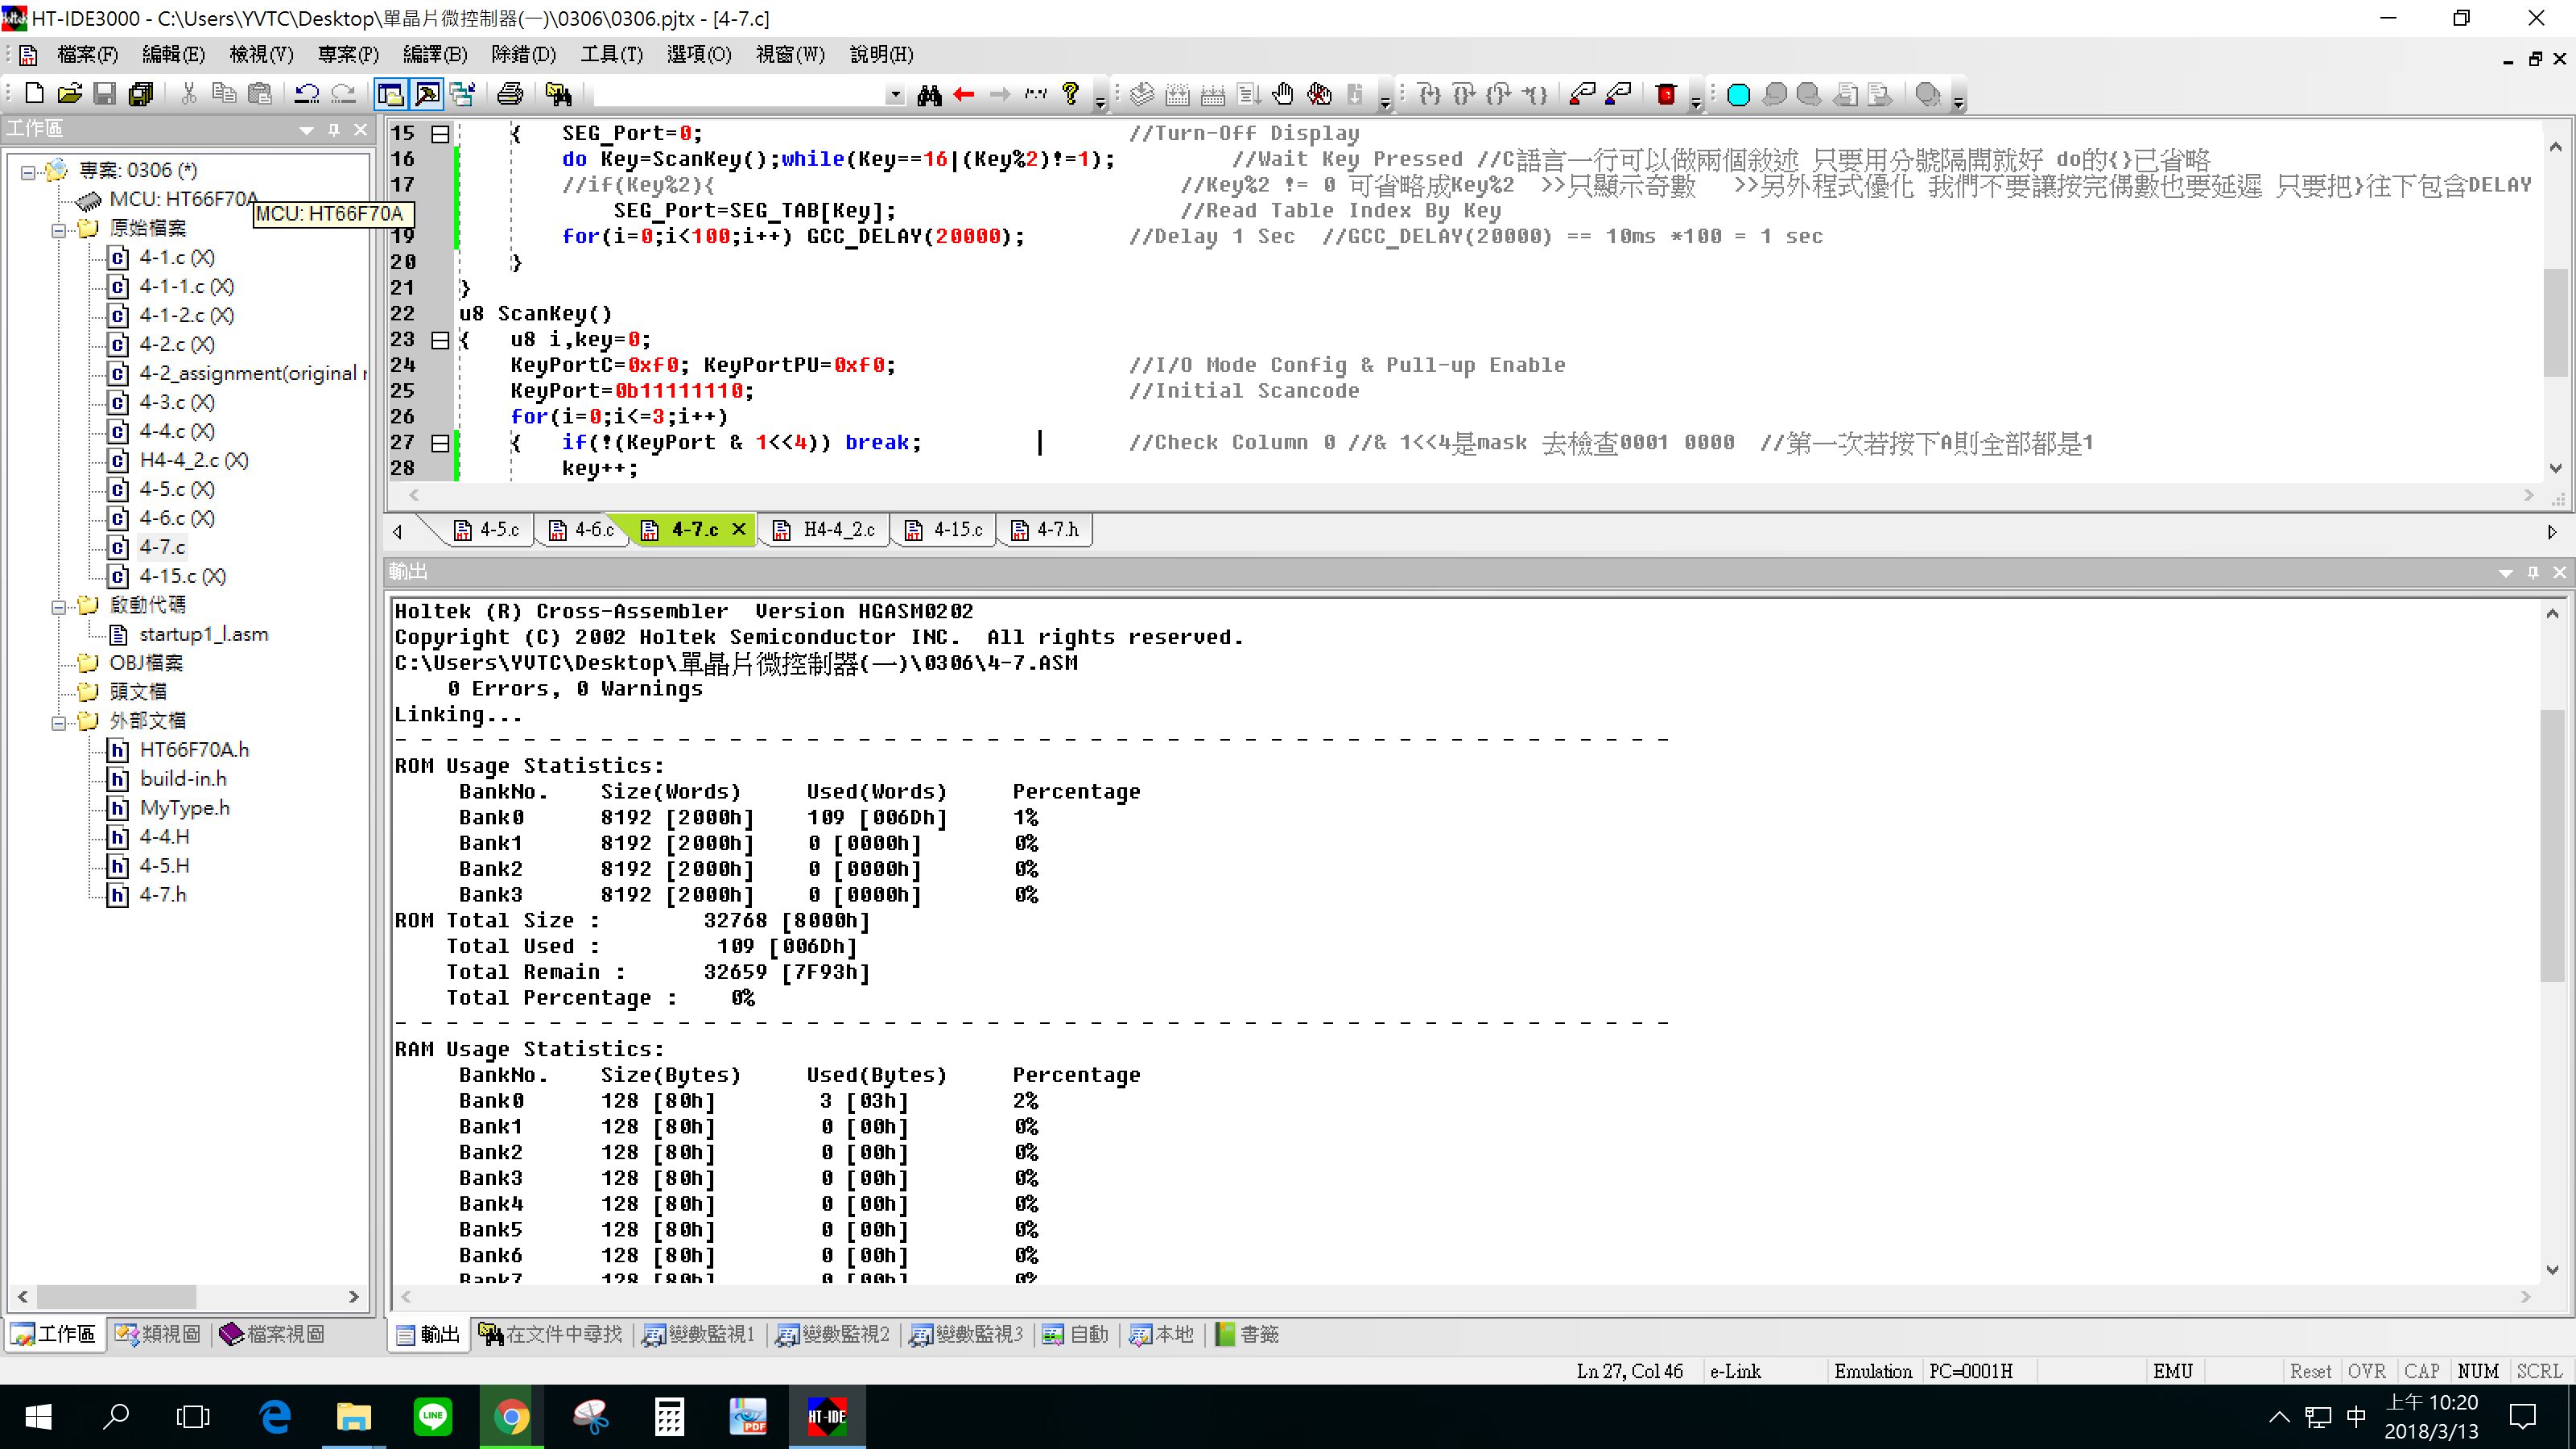 HT-IDE3000 - C:\Users\YVTC\Desktop\單晶片微控制器(一)\0306\0306.pjtx - [4-7.c]
檔案(F) 編輯(E) 檢視(V) 專案(P) 編譯(B) 除錯(D) 工具(T) 選項(O) 視窗(W) 說明(H)
工作區
專案: 0306 (*)
MCU: HT66F70A
MCU: HT66F70A
原始檔案
4-1.c (X)
4-1-1.c (X)
4-1-2.c (X)
4-2.c (X)
4-2_assignment(original r
4-3.c (X)
4-4.c (X)
H4-4_2.c (X)
4-5.c (X)
4-6.c (X)
4-7.c
4-15.c (X)
啟動代碼
startup1_l.asm
OBJ檔案
頭文檔
外部文檔
HT66F70A.h
build-in.h
MyType.h
4-4.H
4-5.H
4-7.h
工作區 類視圖 檔案視圖
15 { SEG_Port=0; //Turn-Off Display
16 do Key=ScanKey();while(Key==16|(Key%2)!=1); //Wait Key Pressed //C語言一行可以做兩個敘述 只要用分號隔開就好 do的{}已省略
17 //if(Key%2){ //Key%2 != 0 可省略成Key%2 >>只顯示奇數 >>另外程式優化 我們不要讓按完偶數也要延遲 只要把}往下包含DELAY
SEG_Port=SEG_TAB[Key]; //Read Table Index By Key
19 for(i=0;i<100;i++) GCC_DELAY(20000); //Delay 1 Sec //GCC_DELAY(20000) == 10ms *100 = 1 sec
20 }
21 }
22 u8 ScanKey()
23 { u8 i,key=0;
24 KeyPortC=0xf0; KeyPortPU=0xf0; //I/O Mode Config & Pull-up Enable
25 KeyPort=0b11111110; //Initial Scancode
26 for(i=0;i<=3;i++)
27 { if(!(KeyPort & 1<<4)) break; //Check Column 0 //& 1<<4是mask 去檢查0001 0000 //第一次若按下A則全部都是1
28 key++;
4-5.c 4-6.c 4-7.c H4-4_2.c 4-15.c 4-7.h
輸出
Holtek (R) Cross-Assembler Version HGASM0202
Copyright (C) 2002 Holtek Semiconductor INC. All rights reserved.
C:\Users\YVTC\Desktop\單晶片微控制器(一)\0306\4-7.ASM
0 Errors, 0 Warnings
Linking...
- - - - - - - - - - - - - - - - - - - - - - - - - - - - - - - - - - - - - - - - - - - - - - - - - -
ROM Usage Statistics:
BankNo. Size(Words) Used(Words) Percentage
Bank0 8192 [2000h] 109 [006Dh] 1%
Bank1 8192 [2000h] 0 [0000h] 0%
Bank2 8192 [2000h] 0 [0000h] 0%
Bank3 8192 [2000h] 0 [0000h] 0%
ROM Total Size : 32768 [8000h]
Total Used : 109 [006Dh]
Total Remain : 32659 [7F93h]
Total Percentage : 0%
- - - - - - - - - - - - - - - - - - - - - - - - - - - - - - - - - - - - - - - - - - - - - - - - - -
RAM Usage Statistics:
BankNo. Size(Bytes) Used(Bytes) Percentage
Bank0 128 [80h] 3 [03h] 2%
Bank1 128 [80h] 0 [00h] 0%
Bank2 128 [80h] 0 [00h] 0%
Bank3 128 [80h] 0 [00h] 0%
Bank4 128 [80h] 0 [00h] 0%
Bank5 128 [80h] 0 [00h] 0%
Bank6 128 [80h] 0 [00h] 0%
Bank7 128 [80h] 0 [00h] 0%
輸出 在文件中尋找 變數監視1 變數監視2 變數監視3 自動 本地 書籤
Ln 27, Col 46 e-Link Emulation PC=0001H EMU Reset OVR CAP NUM SCRL
LINE PDF HT-IDE 中 上午 10:20
2018/3/13